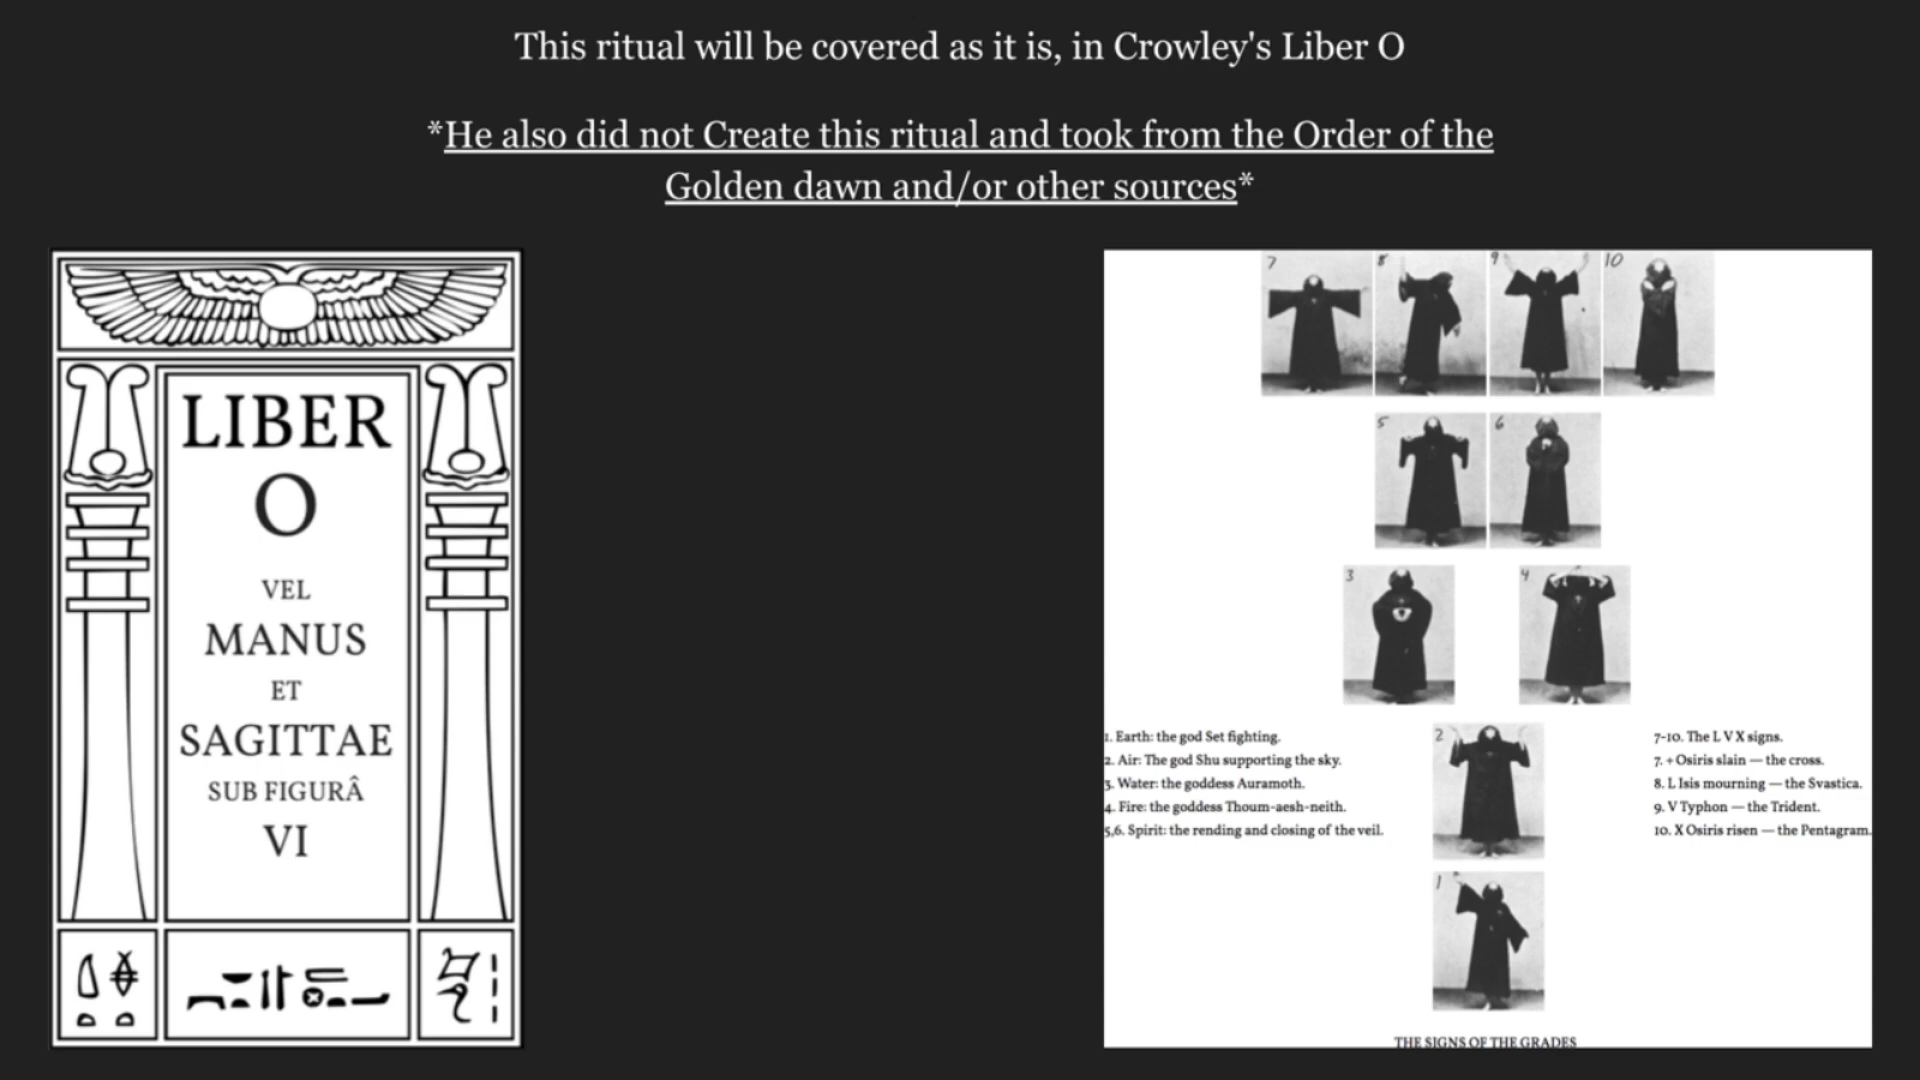 This ritual will be covered as it is, in Crowley's Liber O
*He also did not Create this ritual and took from the Order of the
Golden dawn and/or other sources*
LIBER
O
VEL
MANUS
ET
SAGITTAE
SUB FIGURÂ
VI
7
8
9
10
5
6
3
4
2
1
1. Earth: the god Set fighting.
2. Air: The god Shu supporting the sky.
3. Water: the goddess Auramoth.
4. Fire: the goddess Thoum-aesh-neith.
5,6. Spirit: the rending and closing of the veil.
7-10. The L V X signs.
7. + Osiris slain — the cross.
8. L Isis mourning — the Svastica.
9. V Typhon — the Trident.
10. X Osiris risen — the Pentagram.
THE SIGNS OF THE GRADES